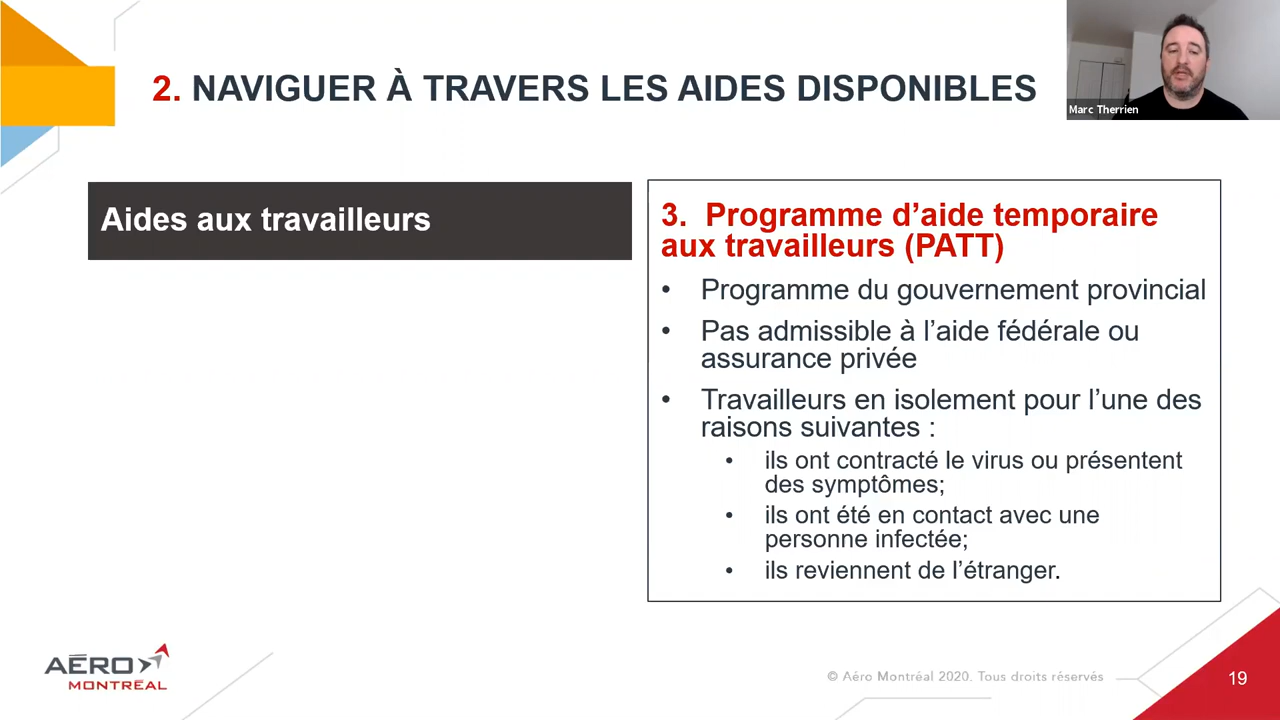 2. NAVIGUER À TRAVERS LES AIDES DISPONIBLES
Marc Therrien
Aides aux travailleurs
3. Programme d’aide temporaire
aux travailleurs (PATT)
• Programme du gouvernement provincial
• Pas admissible à l’aide fédérale ou
assurance privée
• Travailleurs en isolement pour l’une des
raisons suivantes :
• ils ont contracté le virus ou présentent
des symptômes;
• ils ont été en contact avec une
personne infectée;
• ils reviennent de l’étranger.
AÉRO
MONTRÉAL
© Aéro Montréal 2020. Tous droits réservés
19